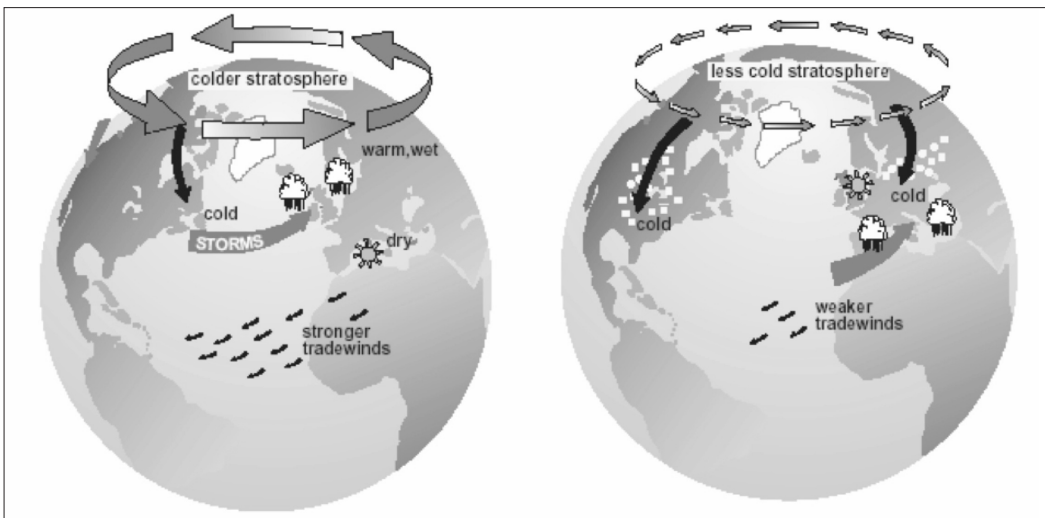 colder stratosphere
warm,wet
cold
STORMS
dry
stronger
tradewinds
less cold stratosphere
cold
cold
weaker
tradewinds